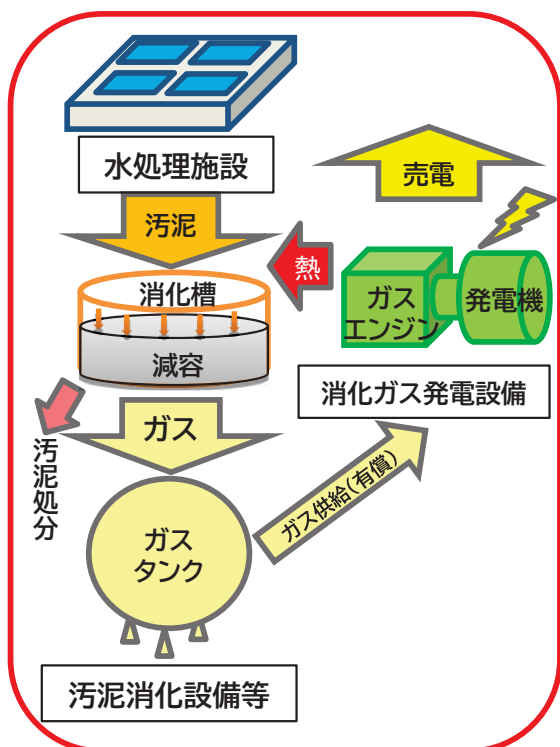 水処理施設
売電
汚泥
熱
消化槽
ガス
エンジン
発電機
減容
消化ガス発電設備
ガス
汚泥処分
ガス供給(有償)
ガス
タンク
汚泥消化設備等